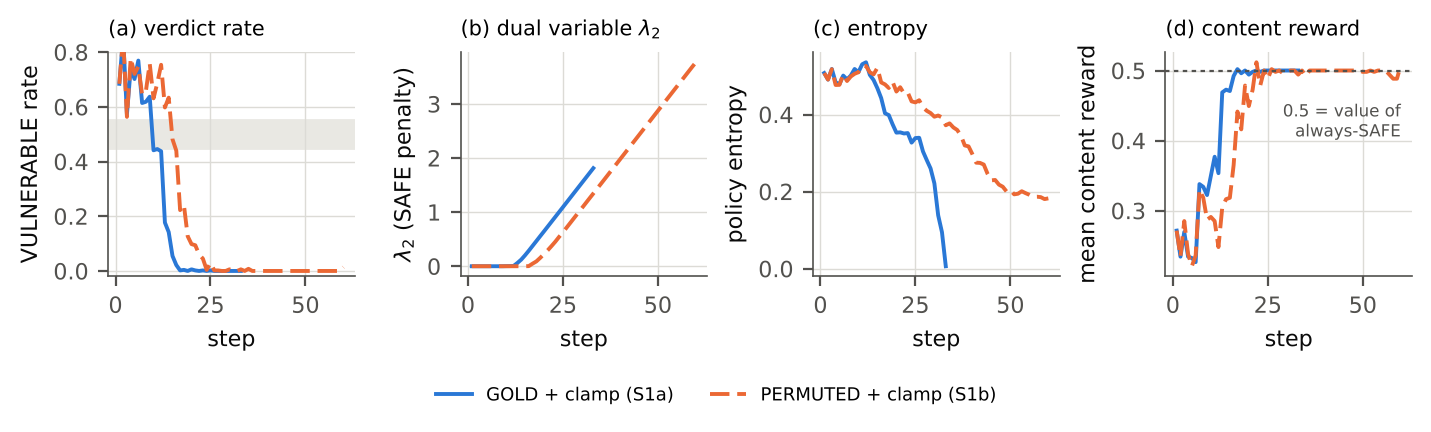 (a) verdict rate
VULNERABLE rate
0.8
0.6
0.4
0.2
0.0
0
25
50
step
(b) dual variable λ₂
λ₂ (SAFE penalty)
3
2
1
0
0
25
50
step
(c) entropy
policy entropy
0.4
0.2
0.0
0
25
50
step
(d) content reward
mean content reward
0.5
0.4
0.3
0.5 = value of
always-SAFE
0
25
50
step
GOLD + clamp (S1a)
PERMUTED + clamp (S1b)